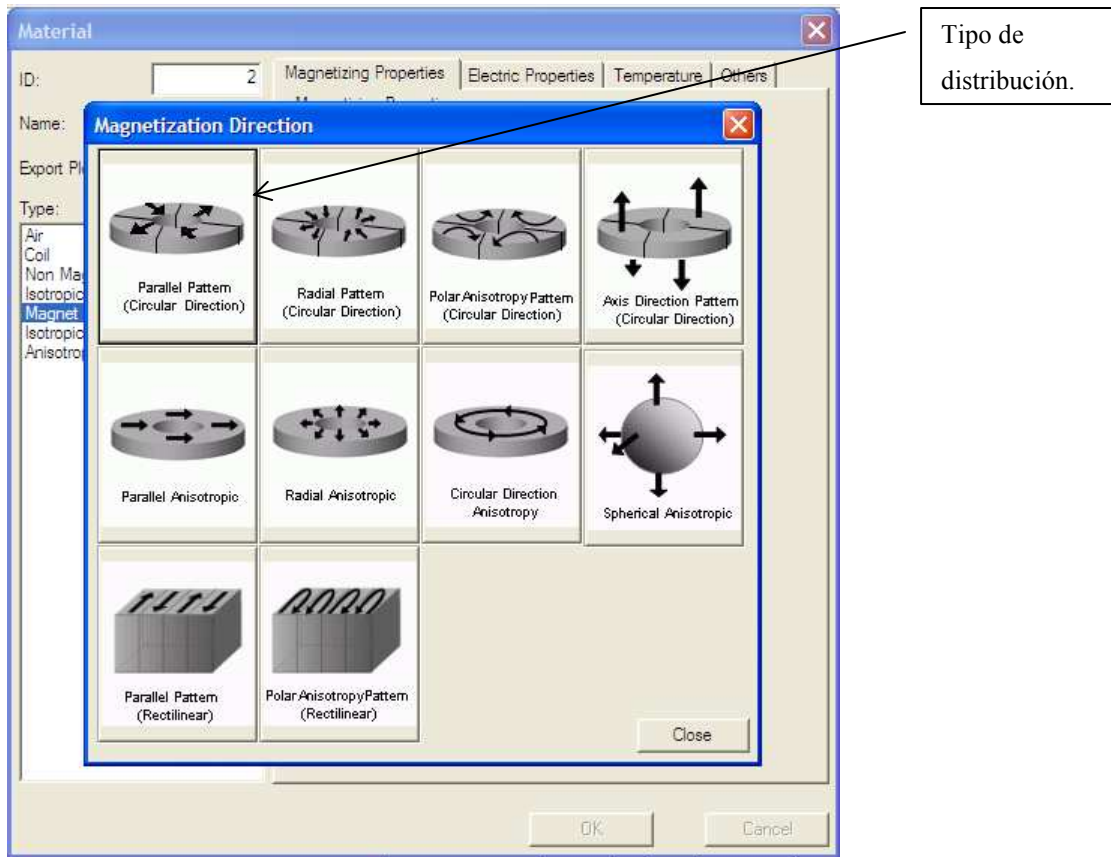 Material
Tipo de
distribución.
ID:
2
Magnetizing Properties
Electric Properties
Temperature
Others
Name:
Magnetization Direction
Export
Type:
Air
Coil
Non
Isotropic
Magnet
Isotropic
Parallel Pattern
(Circular Direction)
Radial Pattern
(Circular Direction)
Polar Anisotropy Pattern
(Circular Direction)
Axis Direction Pattern
(Circular Direction)
Parallel Anisotropic
Radial Anisotropic
Circular Direction
Anisotropy
Spherical Anisotropic
Parallel Pattern
(Rectilinear)
Polar Anisotropy Pattern
(Rectilinear)
Close
OK
Cancel